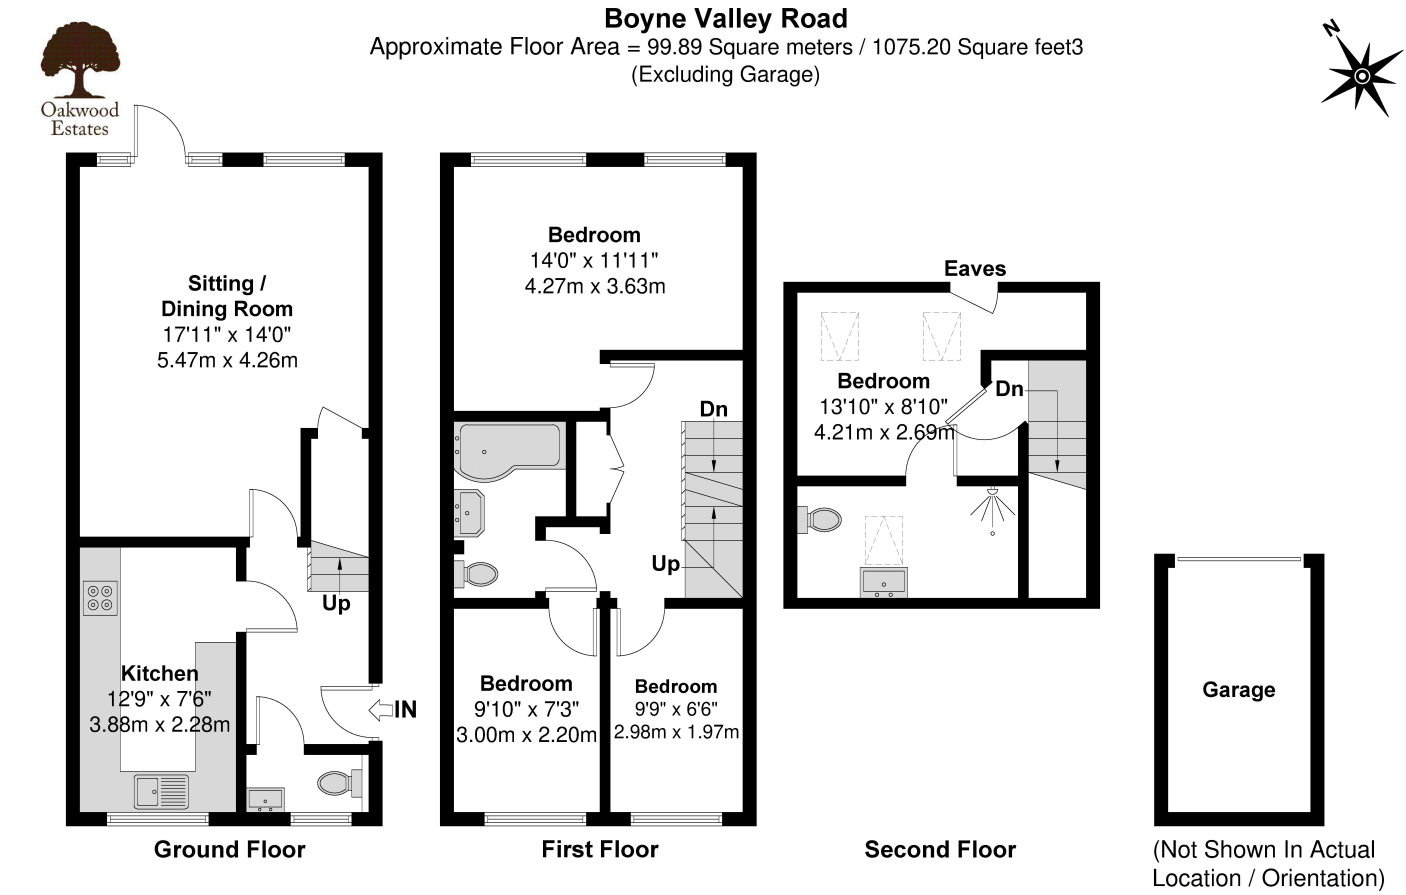 Boyne Valley Road
Approximate Floor Area = 99.89 Square meters / 1075.20 Square feet3
(Excluding Garage)
N
Oakwood
Estates
Sitting /
Dining Room
17'11" x 14'0"
5.47m x 4.26m
Up
Kitchen
12'9" x 7'6"
3.88m x 2.28m
IN
Ground Floor
Bedroom
14'0" x 11'11"
4.27m x 3.63m
Dn
Up
Bedroom
9'10" x 7'3"
3.00m x 2.20m
Bedroom
9'9" x 6'6"
2.98m x 1.97m
First Floor
Eaves
Bedroom
13'10" x 8'10"
4.21m x 2.69m
Dn
Second Floor
Garage
(Not Shown In Actual
Location / Orientation)